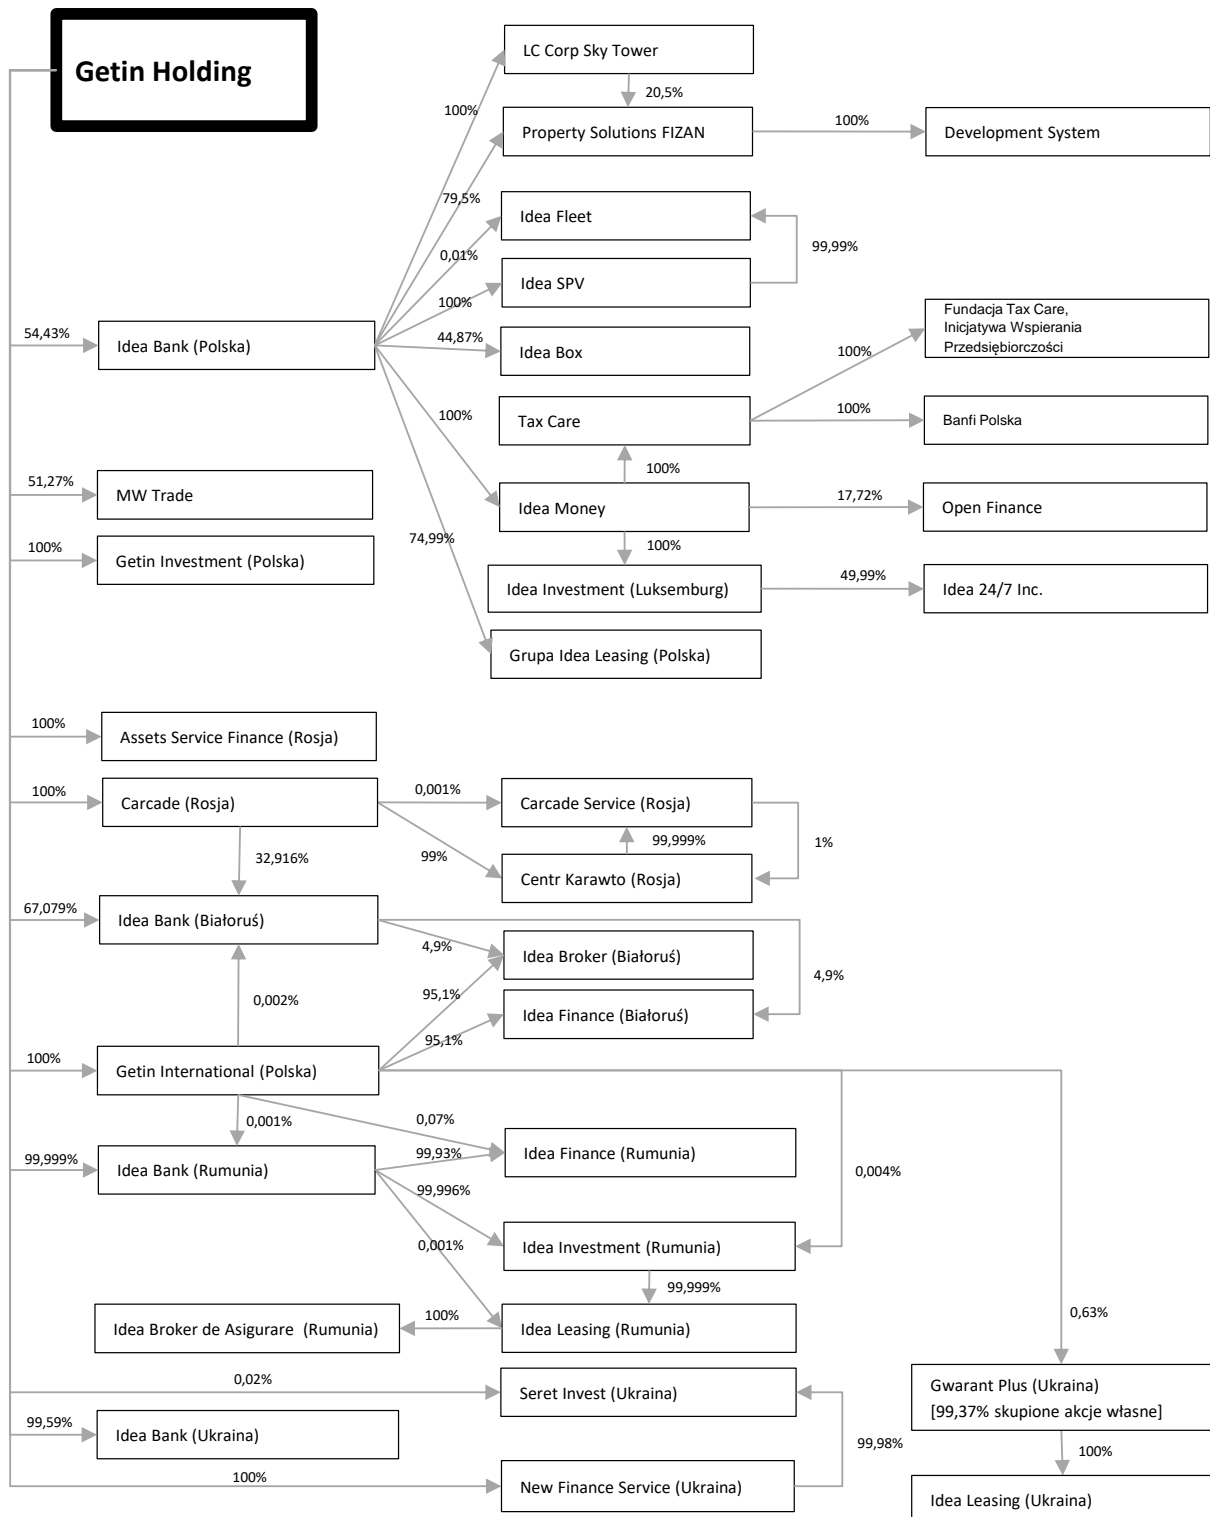 Getin Holding
LC Corp Sky Tower
100%
20,5%
Property Solutions FIZAN
100%
Development System
79,5%
Idea Fleet
0,01%
99,99%
Idea SPV
100%
54,43%
Idea Bank (Polska)
44,87%
Idea Box
Fundacja Tax Care,
Inicjatywa Wspierania
Przedsiębiorczości
100%
100%
Tax Care
100%
Banfi Polska
100%
51,27%
MW Trade
Idea Money
17,72%
Open Finance
74,99%
100%
Getin Investment (Polska)
100%
Idea Investment (Luksemburg)
49,99%
Idea 24/7 Inc.
Grupa Idea Leasing (Polska)
100%
Assets Service Finance (Rosja)
100%
Carcade (Rosja)
0,001%
Carcade Service (Rosja)
99,999%
1%
32,916%
99%
Centr Karawto (Rosja)
67,079%
Idea Bank (Białoruś)
4,9%
Idea Broker (Białoruś)
4,9%
0,002%
95,1%
Idea Finance (Białoruś)
95,1%
100%
Getin International (Polska)
0,001%
0,07%
99,999%
Idea Bank (Rumunia)
99,93%
Idea Finance (Rumunia)
0,004%
99,996%
0,001%
Idea Investment (Rumunia)
99,999%
Idea Broker de Asigurare (Rumunia)
100%
Idea Leasing (Rumunia)
0,63%
0,02%
Seret Invest (Ukraina)
Gwarant Plus (Ukraina)
[99,37% skupione akcje własne]
99,59%
Idea Bank (Ukraina)
99,98%
100%
100%
New Finance Service (Ukraina)
Idea Leasing (Ukraina)